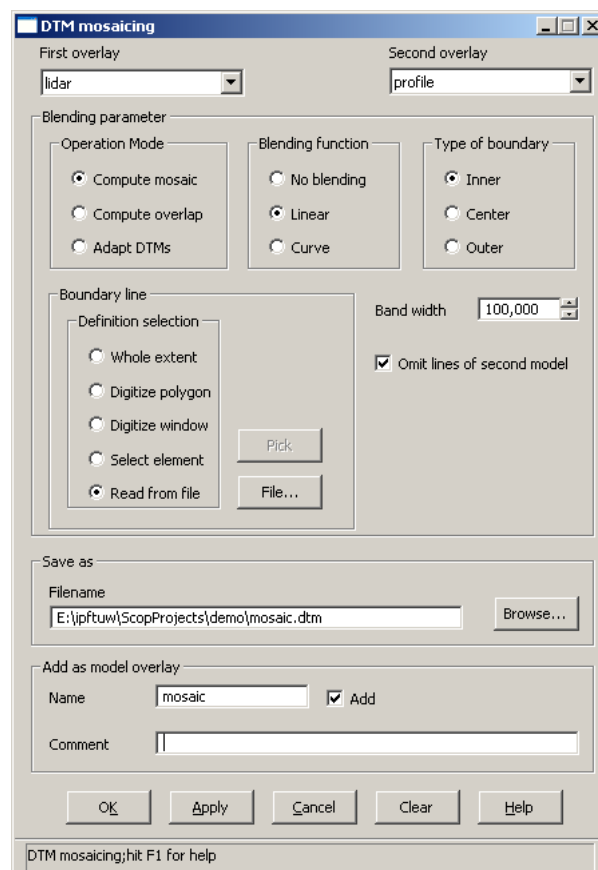 DTM mosaicing
First overlay
Second overlay
lidar
profile
Blending parameter
Operation Mode
Compute mosaic
Compute overlap
Adapt DTMs
Blending function
No blending
Linear
Curve
Type of boundary
Inner
Center
Outer
Boundary line
Definition selection
Whole extent
Digitize polygon
Digitize window
Select element
Read from file
Pick
File...
Band width
100,000
Omit lines of second model
Save as
Filename
E:\ipftuw\ScopProjects\demo\mosaic.dtm
Browse...
Add as model overlay
Name
mosaic
Add
Comment
OK
Apply
Cancel
Clear
Help
DTM mosaicing;hit F1 for help